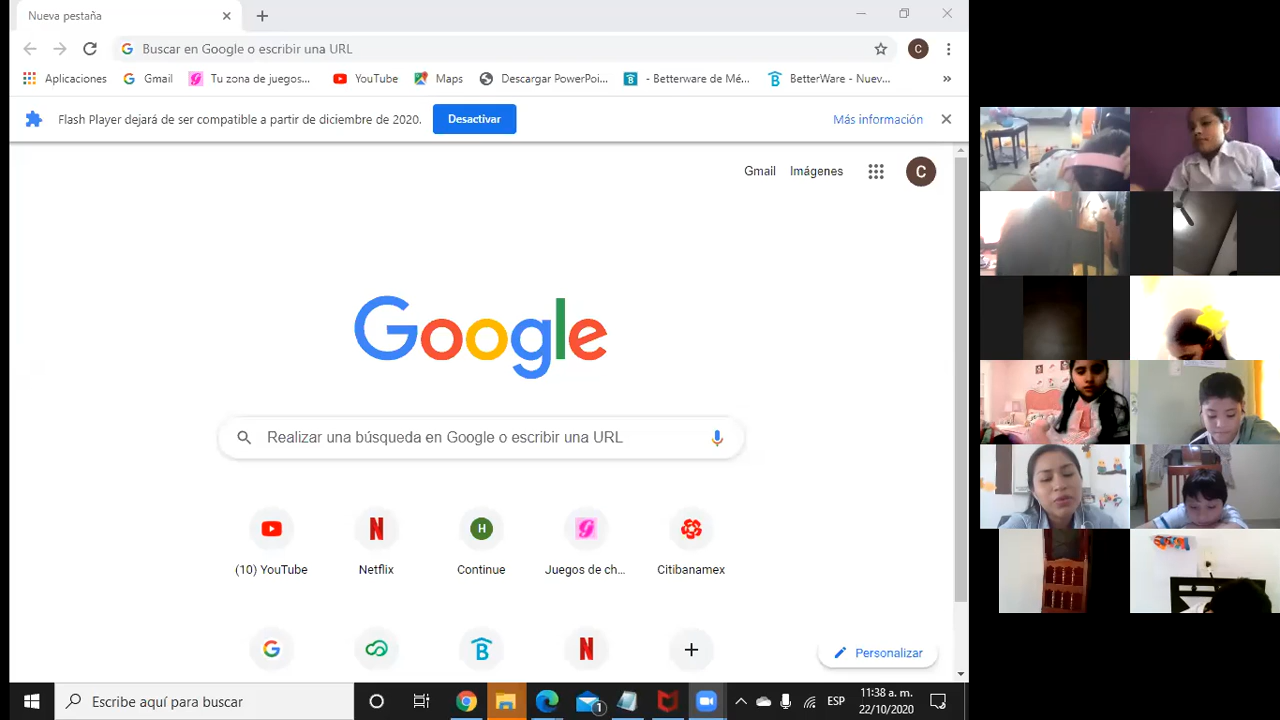 Nueva pestaña
Buscar en Google o escribir una URL
Aplicaciones Gmail Tu zona de juegos... YouTube Maps Descargar PowerPoi... - Betterware de Mé... BetterWare - Nuev... »
Flash Player dejará de ser compatible a partir de diciembre de 2020. Desactivar Más información
Gmail Imágenes C
Google
Realizar una búsqueda en Google o escribir una URL
H
(10) YouTube Netflix Continue Juegos de ch... Citibanamex
Personalizar
Escribe aquí para buscar
1
ESP
11:38 a. m.
22/10/2020